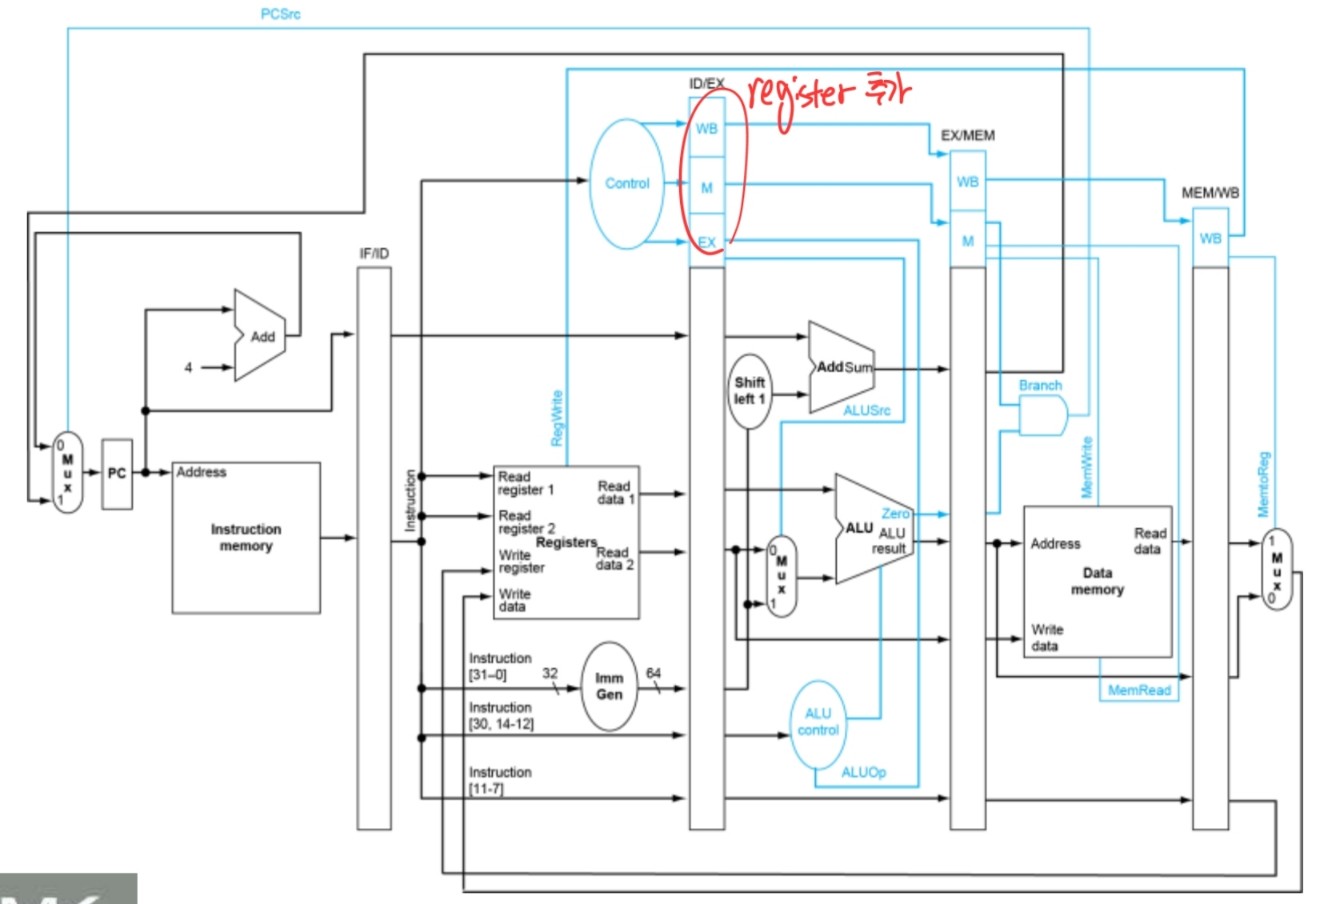 PCSrc
ID/EX
register 추가
WB
EX/MEM
Control
M
WB
MEM/WB
EX
M
WB
IF/ID
Add
4
Shift
left 1
Add Sum
Branch
ALUSrc
RegWrite
MemWrite
MemtoReg
0
M
u
x
1
PC
Address
Instruction
memory
Instruction
Read
register 1
Read
data 1
Read
register 2
Registers
Write
register
Read
data 2
Write
data
0
M
u
x
1
Zero
ALU
ALU
result
Address
Read
data
Data
memory
Write
data
1
M
u
x
0
Instruction
[31–0]
32
Imm
Gen
64
MemRead
Instruction
[30, 14-12]
ALU
control
ALUOp
Instruction
[11-7]